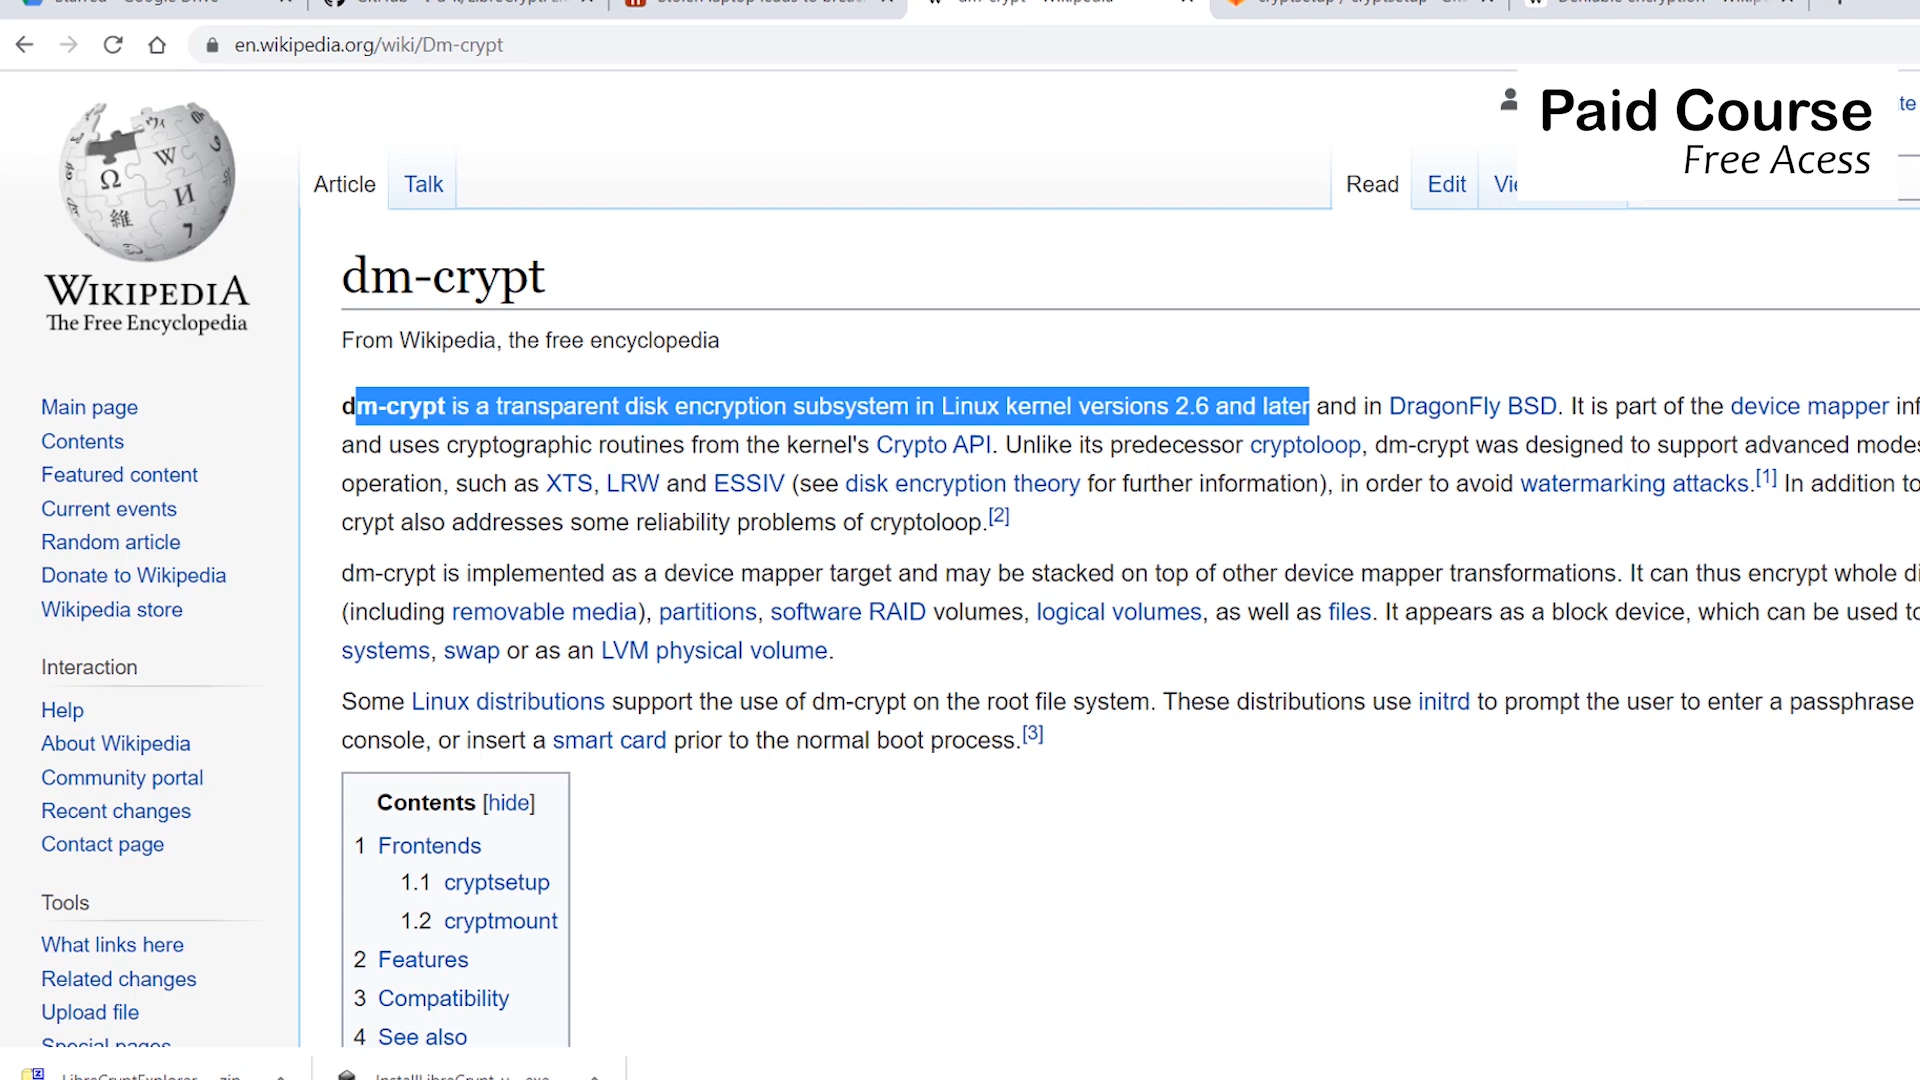 en.wikipedia.org/wiki/Dm-crypt
Paid Course
Free Acess
WIKIPEDIA
The Free Encyclopedia
Article Talk Read Edit
dm-crypt
From Wikipedia, the free encyclopedia
dm-crypt is a transparent disk encryption subsystem in Linux kernel versions 2.6 and later and in DragonFly BSD. It is part of the device mapper
and uses cryptographic routines from the kernel's Crypto API. Unlike its predecessor cryptoloop, dm-crypt was designed to support advanced modes
operation, such as XTS, LRW and ESSIV (see disk encryption theory for further information), in order to avoid watermarking attacks.[1] In addition to
crypt also addresses some reliability problems of cryptoloop.[2]
dm-crypt is implemented as a device mapper target and may be stacked on top of other device mapper transformations. It can thus encrypt whole
(including removable media), partitions, software RAID volumes, logical volumes, as well as files. It appears as a block device, which can be used to
systems, swap or as an LVM physical volume.
Some Linux distributions support the use of dm-crypt on the root file system. These distributions use initrd to prompt the user to enter a passphrase
console, or insert a smart card prior to the normal boot process.[3]
Contents [hide]
1 Frontends
1.1 cryptsetup
1.2 cryptmount
2 Features
3 Compatibility
4 See also
Main page
Contents
Featured content
Current events
Random article
Donate to Wikipedia
Wikipedia store
Interaction
Help
About Wikipedia
Community portal
Recent changes
Contact page
Tools
What links here
Related changes
Upload file
Special pages